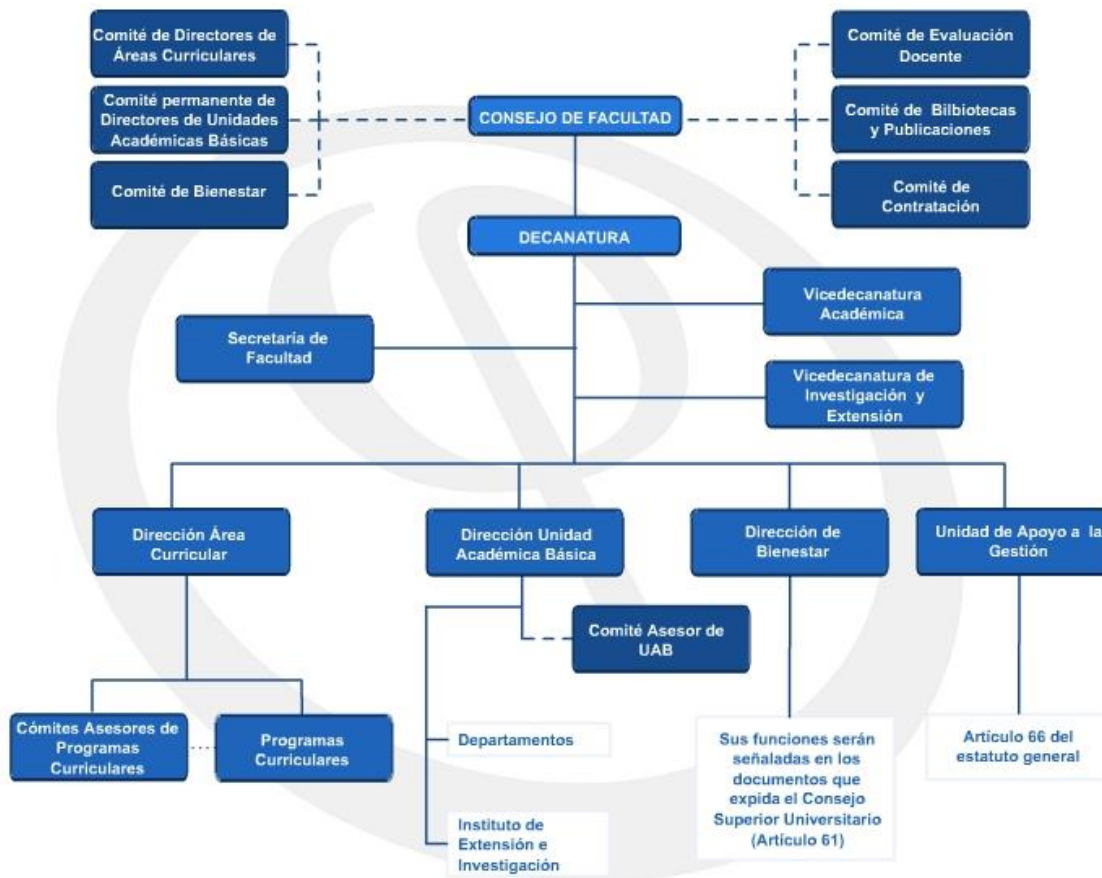 Comité de Directores de
Áreas Curriculares
Comité permanente de
Directores de Unidades
Académicas Básicas
Comité de Bienestar
CONSEJO DE FACULTAD
Comité de Evaluación
Docente
Comité de Bilbiotecas
y Publicaciones
Comité de
Contratación
DECANATURA
Vicedecanatura
Académica
Secretaría de
Facultad
Vicedecanatura de
Investigación y
Extensión
Dirección Área
Curricular
Dirección Unidad
Académica Básica
Dirección de
Bienestar
Unidad de Apoyo a la
Gestión
Comité Asesor de
UAB
Cómites Asesores de
Programas
Curriculares
Programas
Curriculares
Departamentos
Instituto de
Extensión e
Investigación
Sus funciones serán
señaladas en los
documentos que
expida el Consejo
Superior Universitario
(Artículo 61)
Artículo 66 del
estatuto general